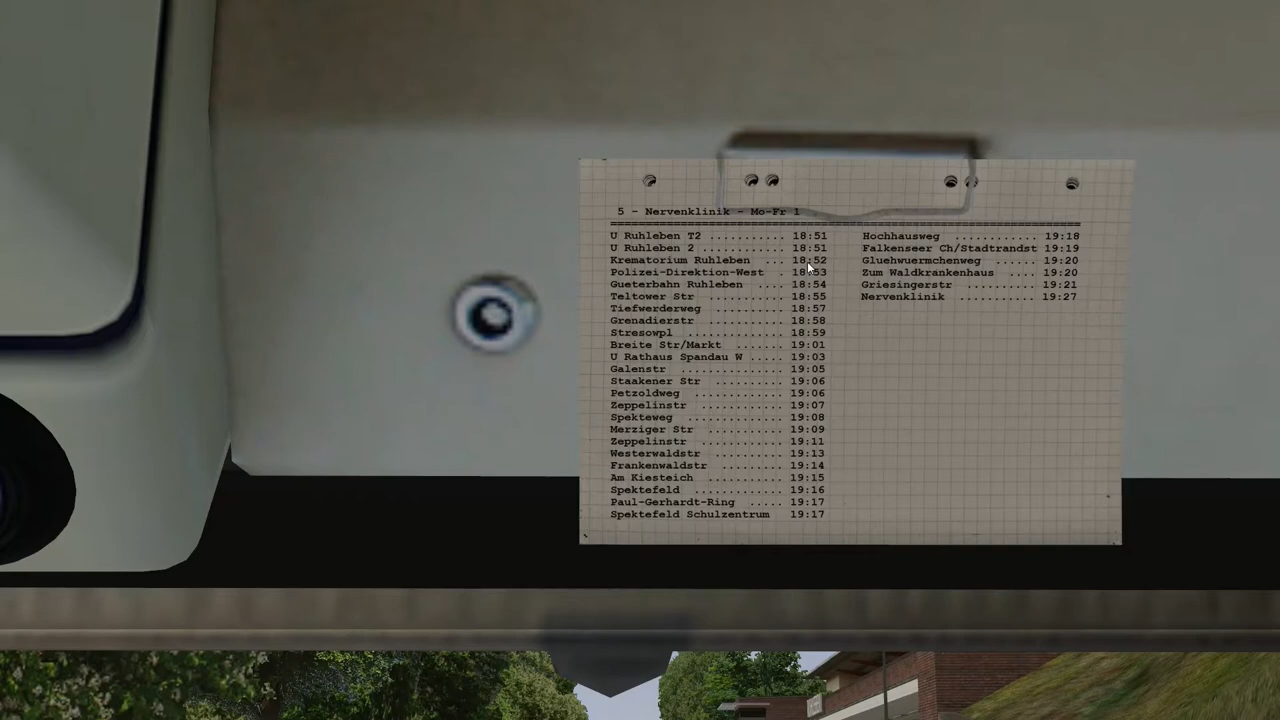 5 - Nervenklinik - Mo-Fr 1
U Ruhleben T2 ........... 18:51
U Ruhleben 2 ............ 18:51
Krematorium Ruhleben ... 18:52
Polizei-Direktion-West . 18:53
Gueterbahn Ruhleben .... 18:54
Teltower Str ............. 18:55
Tiefwerderweg ............ 18:57
Grenadierstr ............. 18:58
Stresowpl ................ 18:59
Breite Str/Markt ....... 19:01
U Rathaus Spandau W ..... 19:03
Galenstr ............... 19:05
Staakener Str ........... 19:06
Petzoldweg ............. 19:06
Zeppelinstr ............ 19:07
Spekteweg .............. 19:08
Merziger Str ........... 19:09
Zeppelinstr ............ 19:11
Westerwaldstr .......... 19:13
Frankenwaldstr ......... 19:14
Am Kiesteich ........... 19:15
Spektefeld ............. 19:16
Paul-Gerhardt-Ring ..... 19:17
Spektefeld Schulzentrum 19:17
Hochhausweg ............ 19:18
Falkenseer Ch/Stadtrandst 19:19
Gluehwuermchenweg ..... 19:20
Zum Waldkrankenhaus .... 19:20
Griesingerstr .......... 19:21
Nervenklinik ........... 19:27